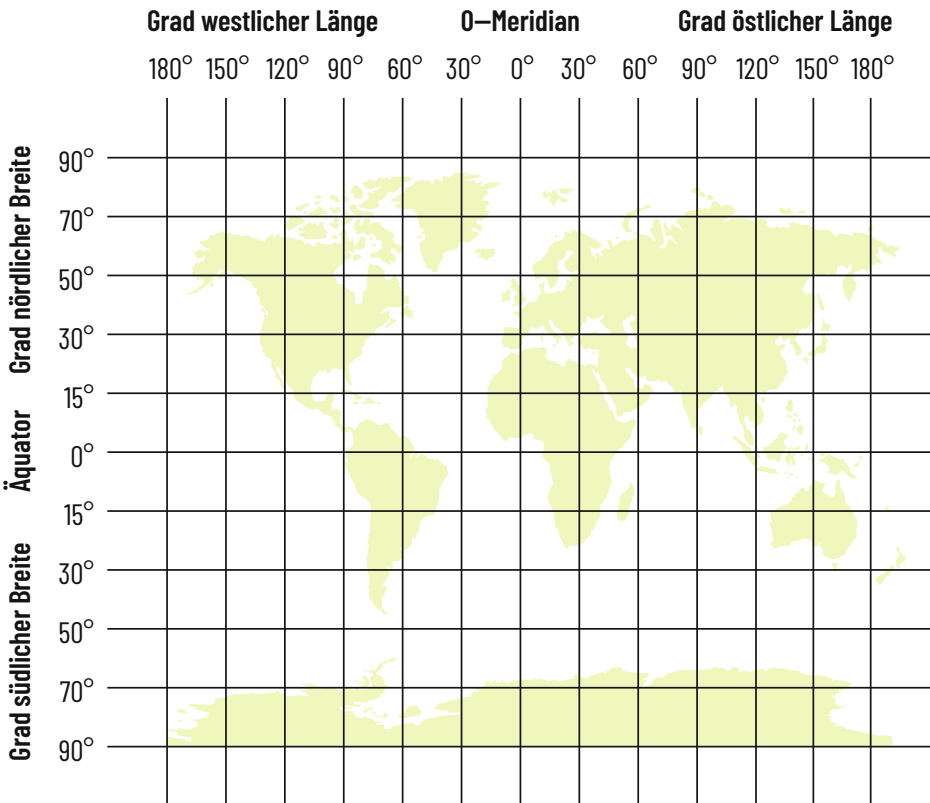 Grad westlicher Länge 0–Meridian Grad östlicher Länge
180° 150° 120° 90° 60° 30° 0° 30° 60° 90° 120° 150° 180°
Grad nördlicher Breite
90°
70°
50°
30°
15°
Äquator
0°
Grad südlicher Breite
15°
30°
50°
70°
90°